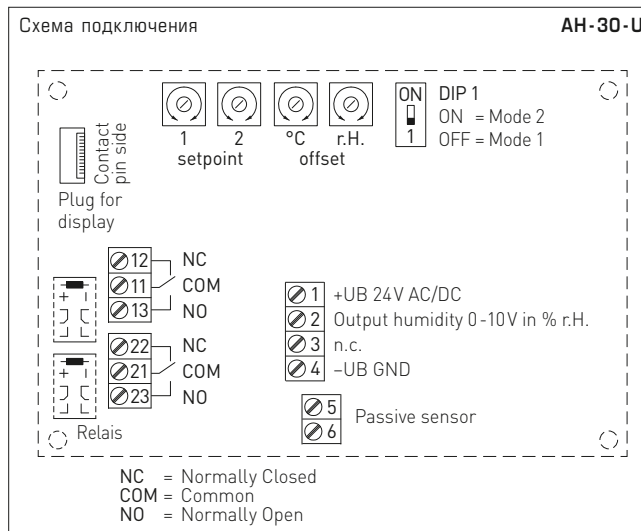 Схема подключения
AH-30-U
ON
1
DIP 1
ON = Mode 2
OFF = Mode 1
1 2 °C r.H.
setpoint offset
Contact
pin side
Plug for
display
12 NC
11 COM
13 NO
22 NC
21 COM
23 NO
+ –
+ –
Relais
1 +UB 24V AC/DC
2 Output humidity 0-10V in % r.H.
3 n.c.
4 –UB GND
5
6
Passive sensor
NC = Normally Closed
COM = Common
NO = Normally Open